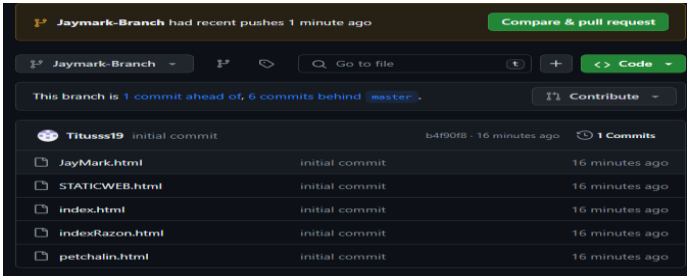 Jaymark-Branch had recent pushes 1 minute ago Compare & pull request
Jaymark-Branch Go to file t + <> Code
This branch is 1 commit ahead of, 6 commits behind master . Contribute
Titusss19 initial commit b4f90f8 · 16 minutes ago 1 Commits
JayMark.html initial commit 16 minutes ago
STATICWEB.html initial commit 16 minutes ago
index.html initial commit 16 minutes ago
indexRazon.html initial commit 16 minutes ago
petchalin.html initial commit 16 minutes ago